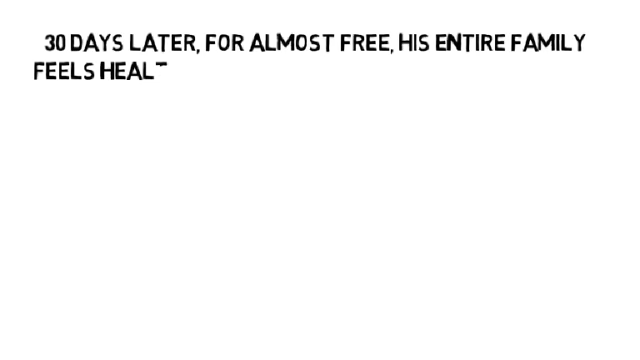 30 DAYS LATER, FOR ALMOST FREE, HIS ENTIRE FAMILY
FEELS HEAL